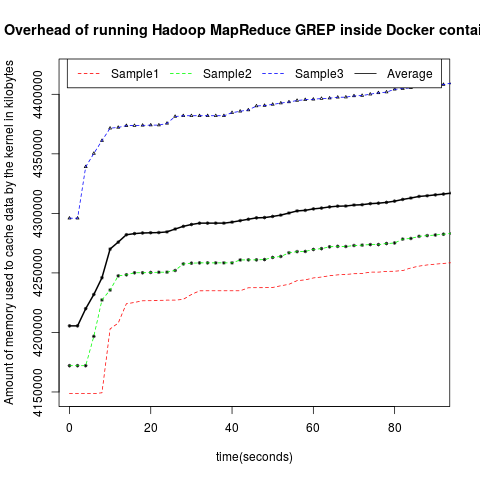 Overhead of running Hadoop MapReduce GREP inside Docker contai
Sample1 Sample2 Sample3 Average
Amount of memory used to cache data by the kernel in kilobytes
4400000
4350000
4300000
4250000
4200000
4150000
0 20 40 60 80
time(seconds)